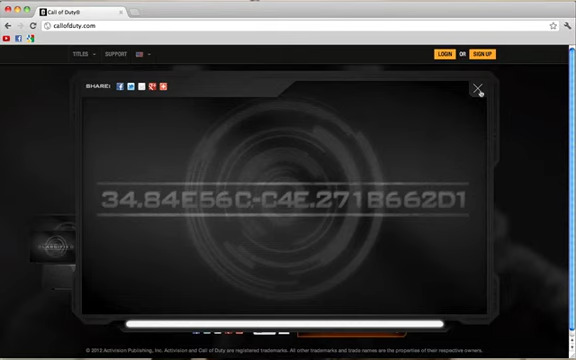 Call of Duty®
callofduty.com
TITLES SUPPORT LOGIN OR SIGN UP
SHARE:
34.84E56C-C4E.271B662D1
© 2012 Activision Publishing, Inc. Activision and Call of Duty are registered trademarks. All other trademarks and trade names are the properties of their respective owners.